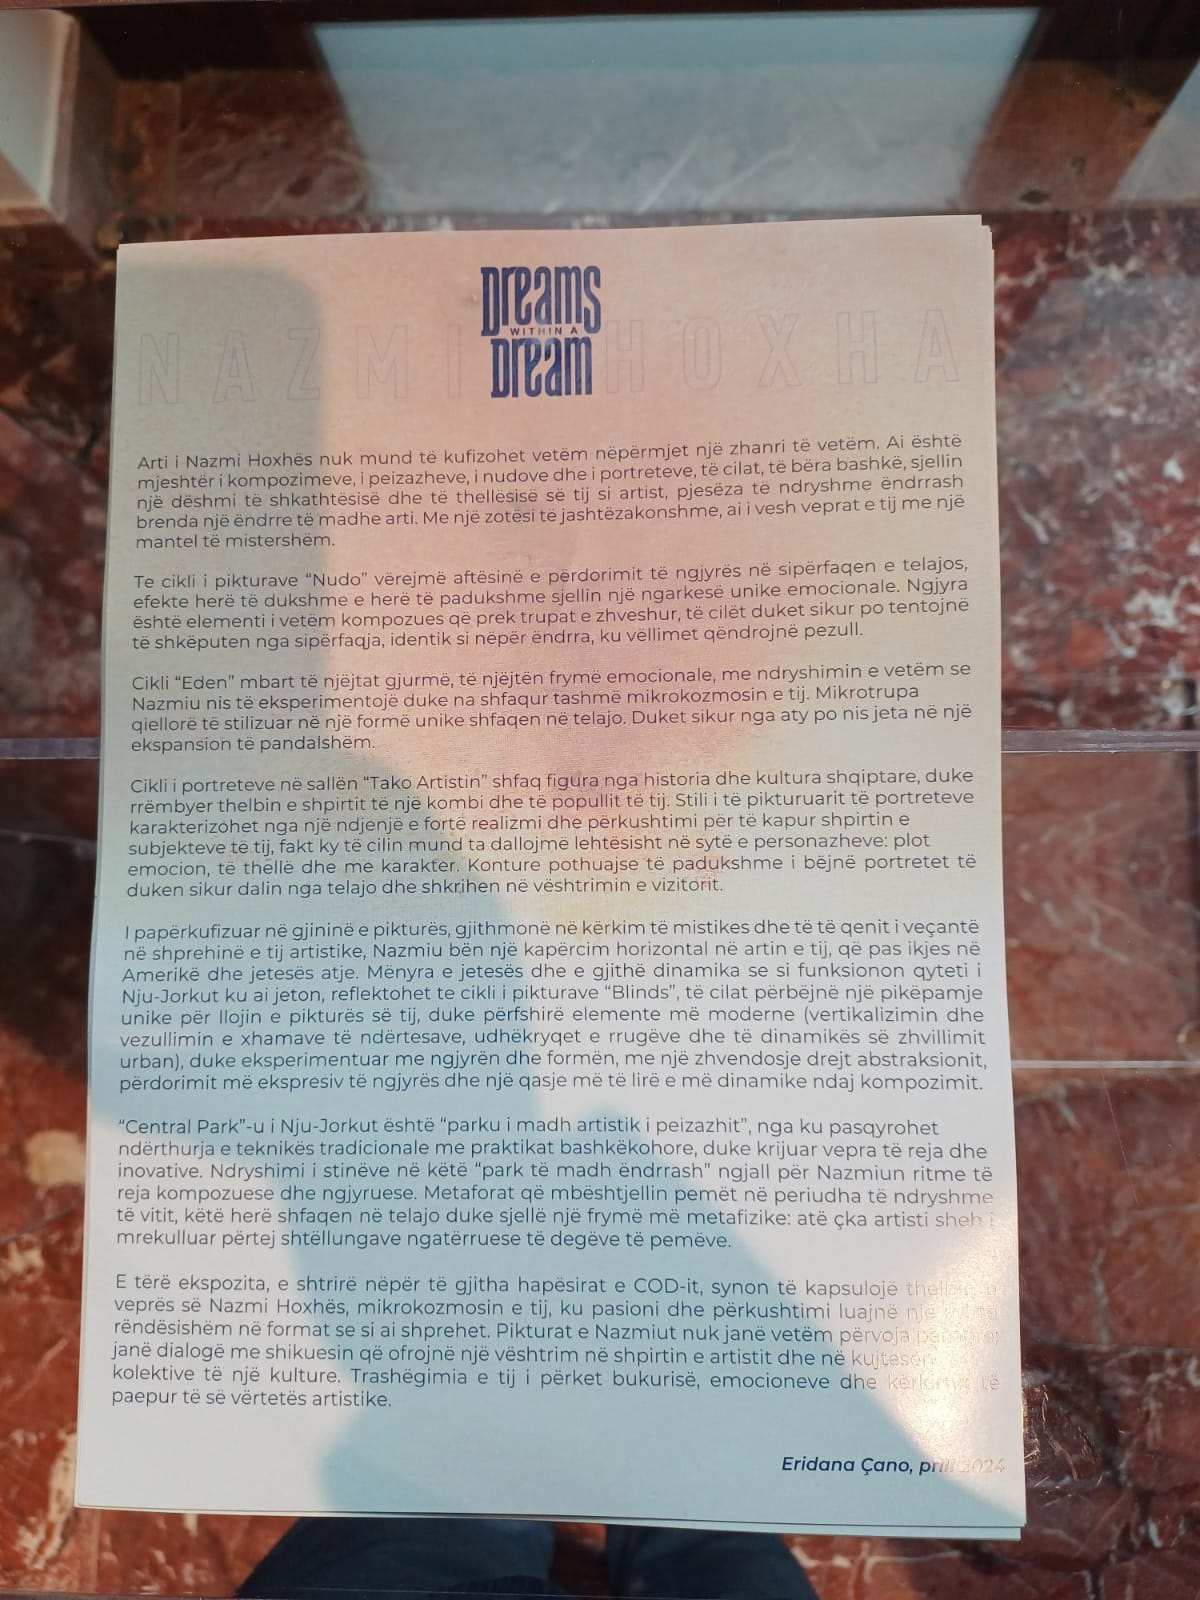 Dreams
WITHIN A
Dream
NAZMI HOXHA
Arti i Nazmi Hoxhës nuk mund të kufizohet vetëm nëpërmjet një zhanri të vetëm. Ai është
mjeshtër i kompozimeve, i peizazheve, i nudove dhe i portreteve, të cilat, të bëra bashkë, sjellin
një dëshmi të shkathtësisë dhe të thellësisë së tij si artist, pjesëza të ndryshme ëndrrash
brenda një ëndrre të madhe arti. Me një zotësi të jashtëzakonshme, ai i vesh veprat e tij me një
mantel të mistershëm.
Te cikli i pikturave “Nudo” vërejmë aftësinë e përdorimit të ngjyrës në sipërfaqen e telajos,
efekte herë të dukshme e herë të padukshme sjellin një ngarkesë unike emocionale. Ngjyra
është elementi i vetëm kompozues që prek trupat e zhveshur, të cilët duket sikur po tentojnë
të shkëputen nga sipërfaqja, identik si nëpër ëndrra, ku vëllimet qëndrojnë pezull.
Cikli “Eden” mbart të njëjtat gjurmë, të njëjtën frymë emocionale, me ndryshimin e vetëm se
Nazmiu nis të eksperimentojë duke na shfaqur tashmë mikrokozmosin e tij. Mikrotrupa
qiellorë të stilizuar në një formë unike shfaqen në telajo. Duket sikur nga aty po nis jeta në një
ekspansion të pandalshëm.
Cikli i portreteve në sallën “Tako Artistin” shfaq figura nga historia dhe kultura shqiptare, duke
rrëmbyer thelbin e shpirtit të një kombi dhe të popullit të tij. Stili i të pikturuarit të portreteve
karakterizohet nga një ndjenjë e fortë realizmi dhe përkushtimi për të kapur shpirtin e
subjekteve të tij, fakt ky të cilin mund ta dallojmë lehtësisht në sytë e personazheve: plot
emocion, të thellë dhe me karakter. Konture pothuajse të padukshme i bëjnë portretet të
duken sikur dalin nga telajo dhe shkrihen në vështrimin e vizitorit.
I papërkufizuar në gjininë e pikturës, gjithmonë në kërkim të mistikes dhe të të qenit i veçantë
në shprehinë e tij artistike, Nazmiu bën një kapërcim horizontal në artin e tij, që pas ikjes në
Amerikë dhe jetesës atje. Mënyra e jetesës dhe e gjithë dinamika se si funksionon qyteti i
Nju-Jorkut ku ai jeton, reflektohet te cikli i pikturave “Blinds”, të cilat përbëjnë një pikëpamje
unike për llojin e pikturës së tij, duke përfshirë elemente më moderne (vertikalizimin dhe
vezullimin e xhamave të ndërtesave, udhëkryqet e rrugëve dhe të dinamikës së zhvillimit
urban), duke eksperimentuar me ngjyrën dhe formën, me një zhvendosje drejt abstraksionit,
përdorimit më ekspresiv të ngjyrës dhe një qasje më të lirë e më dinamike ndaj kompozimit.
“Central Park”-u i Nju-Jorkut është “parku i madh artistik i peizazhit”, nga ku pasqyrohet
ndërthurja e teknikës tradicionale me praktikat bashkëkohore, duke krijuar vepra të reja dhe
inovative. Ndryshimi i stinëve në këtë “park të madh ëndrrash” ngjall për Nazmiun ritme të
reja kompozuese dhe ngjyruese. Metaforat që mbështjellin pemët në periudha të ndryshme
të vitit, këtë herë shfaqen në telajo duke sjellë një frymë më metafizike: atë çka artisti sheh i
mrekulluar përtej shtëllungave ngatërruese të degëve të pemëve.
E tërë ekspozita, e shtrirë nëpër të gjitha hapësirat e COD-it, synon të kapsulojë thelbin e
veprës së Nazmi Hoxhës, mikrokozmosin e tij, ku pasioni dhe përkushtimi luajnë një
rëndësishëm në format se si ai shprehet. Pikturat e Nazmiut nuk janë vetëm përvoja pamore;
janë dialogë me shikuesin që ofrojnë një vështrim në shpirtin e artistit dhe në kujtesën
kolektive të një kulture. Trashëgimia e tij i përket bukurisë, emocioneve dhe kërkimit të
paepur të së vërtetës artistike.
Eridana Çano, prill 2024